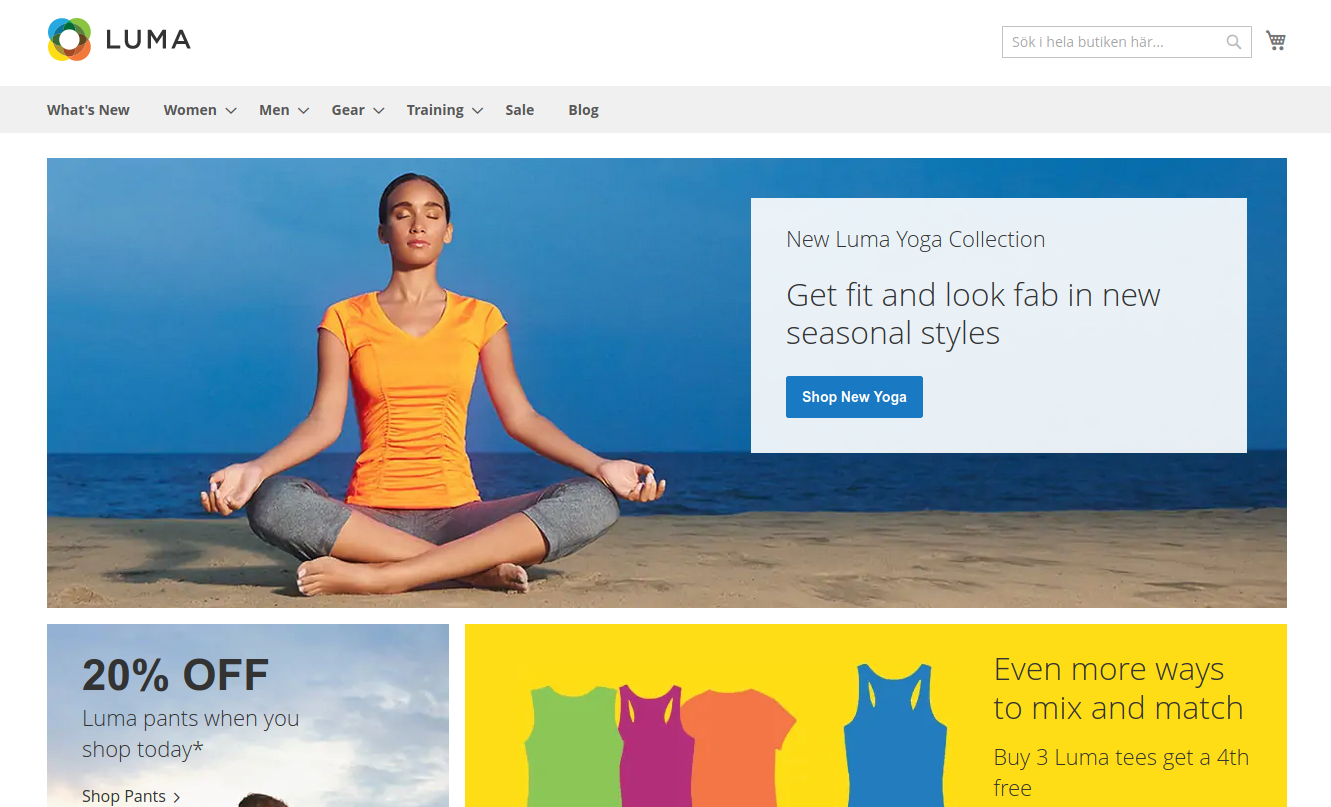 LUMA
Sök i hela butiken här...
What's New Women Men Gear Training Sale Blog
New Luma Yoga Collection
Get fit and look fab in new
seasonal styles
Shop New Yoga
20% OFF
Luma pants when you
shop today*
Shop Pants
Even more ways
to mix and match
Buy 3 Luma tees get a 4th
free